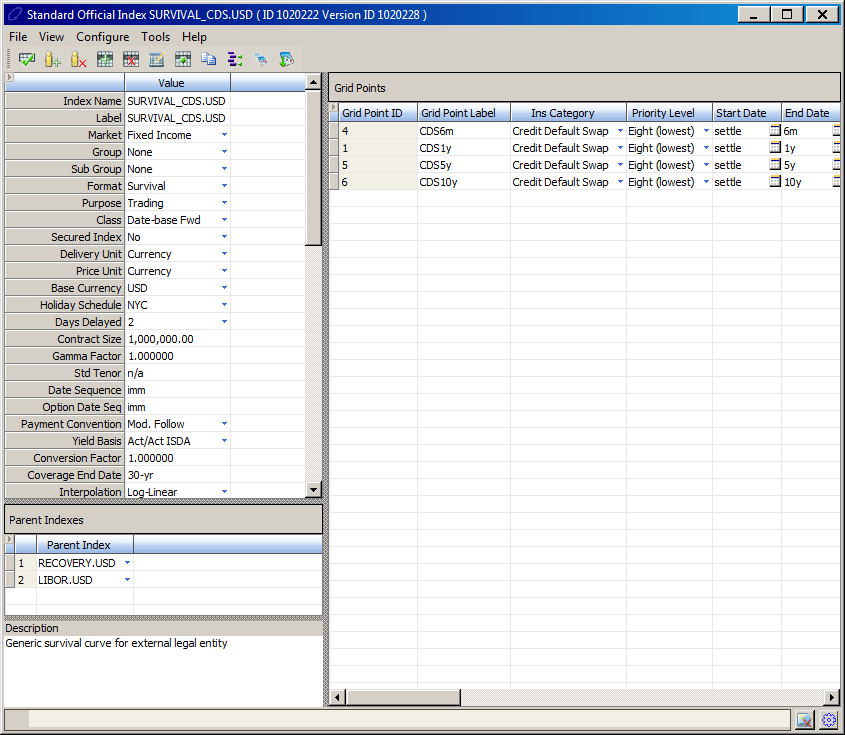 Standard Official Index SURVIVAL_CDS.USD ( ID 1020222 Version ID 1020228 )
File View Configure Tools Help
Value
Index Name SURVIVAL_CDS.USD
Label SURVIVAL_CDS.USD
Market Fixed Income
Group None
Sub Group None
Format Survival
Purpose Trading
Class Date-base Fwd
Secured Index No
Delivery Unit Currency
Price Unit Currency
Base Currency USD
Holiday Schedule NYC
Days Delayed 2
Contract Size 1,000,000.00
Gamma Factor 1.000000
Std Tenor n/a
Date Sequence imm
Option Date Seq imm
Payment Convention Mod. Follow
Yield Basis Act/Act ISDA
Conversion Factor 1.000000
Coverage End Date 30-yr
Interpolation Log-Linear
Parent Indexes
Parent Index
1 RECOVERY.USD
2 LIBOR.USD
Description
Generic survival curve for external legal entity
Grid Points
Grid Point ID Grid Point Label Ins Category Priority Level Start Date End Date
4 CDS6m Credit Default Swap Eight (lowest) settle 6m
1 CDS1y Credit Default Swap Eight (lowest) settle 1y
5 CDS5y Credit Default Swap Eight (lowest) settle 5y
6 CDS10y Credit Default Swap Eight (lowest) settle 10y